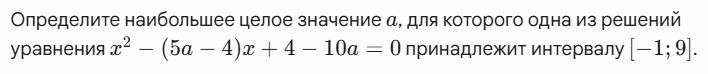 Определите наибольшее целое значение a, для которого одна из решений
уравнения x² − (5a − 4)x + 4 − 10a = 0 принадлежит интервалу [−1; 9].